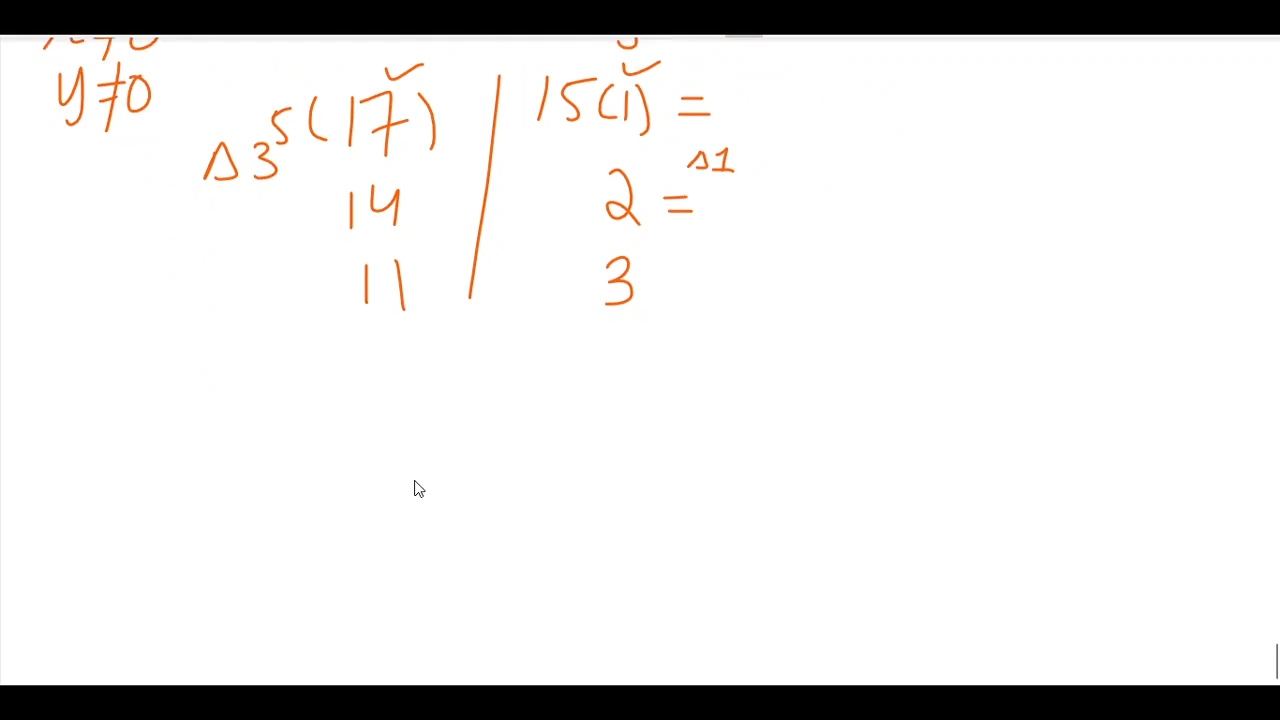 y≠0
5(17) | 15(1) =
Δ3
Δ1
14 2 =
11 3